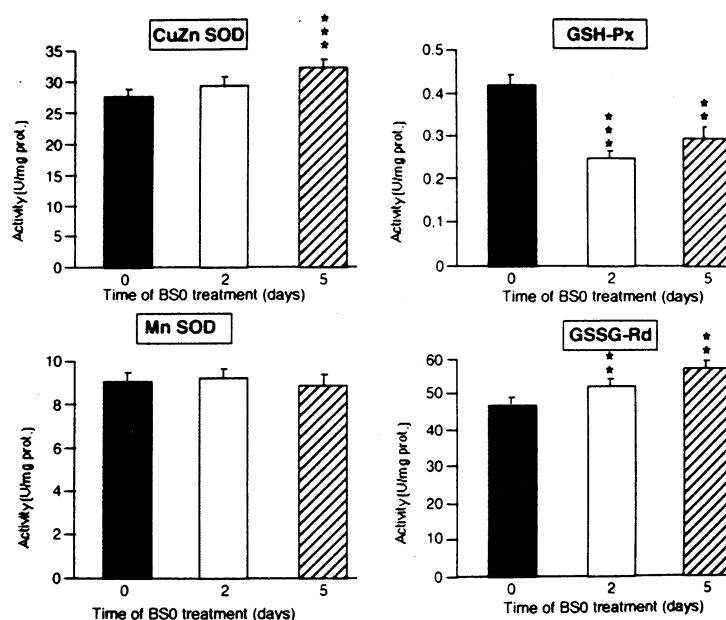 CuZn SOD
***
Activity (U/mg prot.)
35
30
25
20
15
10
5
0
0 2 5
Time of BS0 treatment (days)
GSH-Px
*** **
Activity (U/mg prot.)
0.5
0.4
0.3
0.2
0.1
0
0 2 5
Time of BS0 treatment (days)
Mn SOD
Activity (U/mg prot.)
10
8
6
4
2
0
0 2 5
Time of BS0 treatment (days)
GSSG-Rd
** **
Activity (U/mg prot.)
60
50
40
30
20
10
0
0 2 5
Time of BS0 treatment (days)